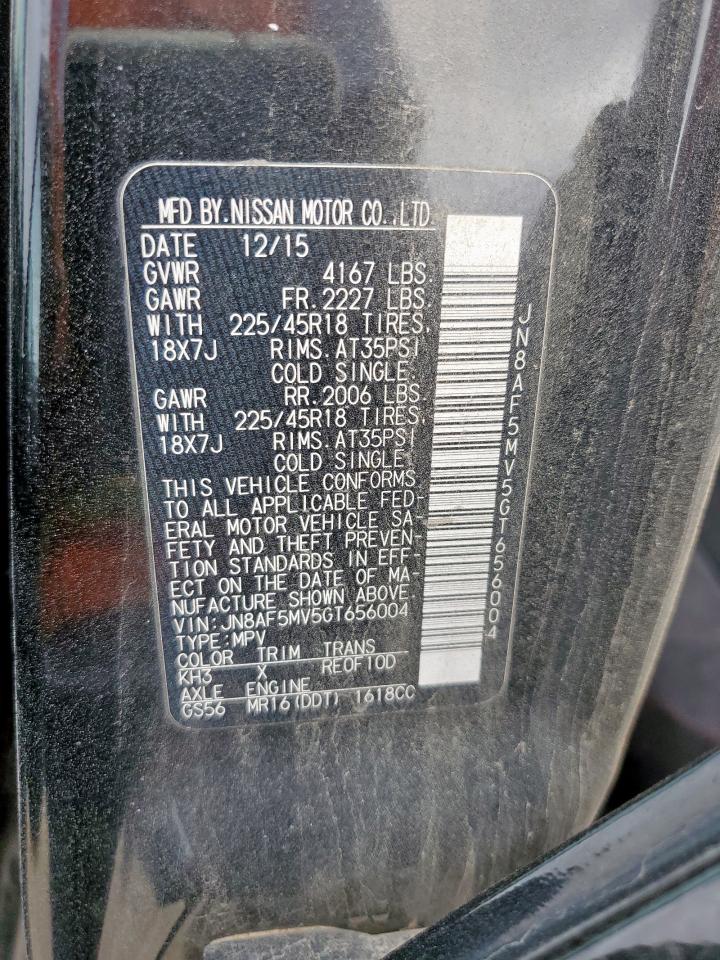 MFD BY.NISSAN MOTOR CO.,LTD.
DATE 12/15
GVWR 4167 LBS.
GAWR FR.2227 LBS.
WITH 225/45R18 TIRES,
18X7J RIMS.AT35PSI
COLD SINGLE.
GAWR RR.2006 LBS.
WITH 225/45R18 TIRES,
18X7J RIMS.AT35PSI
COLD SINGLE.
THIS VEHICLE CONFORMS
TO ALL APPLICABLE FED-
ERAL MOTOR VEHICLE SA-
FETY AND THEFT PREVEN-
TION STANDARDS IN EFF-
ECT ON THE DATE OF MA-
NUFACTURE SHOWN ABOVE.
VIN:JN8AF5MV5GT656004
TYPE:MPV
COLOR TRIM TRANS
KH3 X RE0F10D
AXLE ENGINE
GS56 MR16(DDT) 1618CC
JN8AF5MV5GT656004